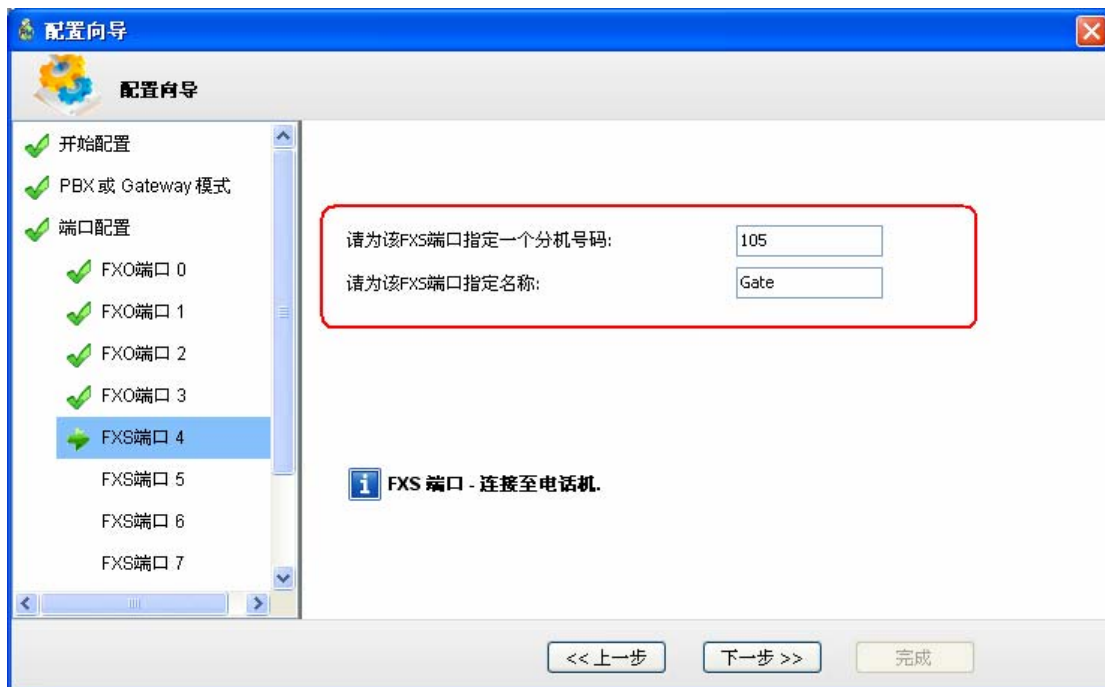 配置向导
配置向导
开始配置
PBX 或 Gateway 模式
端口配置
FXO端口 0
FXO端口 1
FXO端口 2
FXO端口 3
FXS端口 4
FXS端口 5
FXS端口 6
FXS端口 7
请为该FXS端口指定一个分机号码: 105
请为该FXS端口指定名称: Gate
FXS 端口 - 连接至电话机.
<< 上一步 下一步 >> 完成